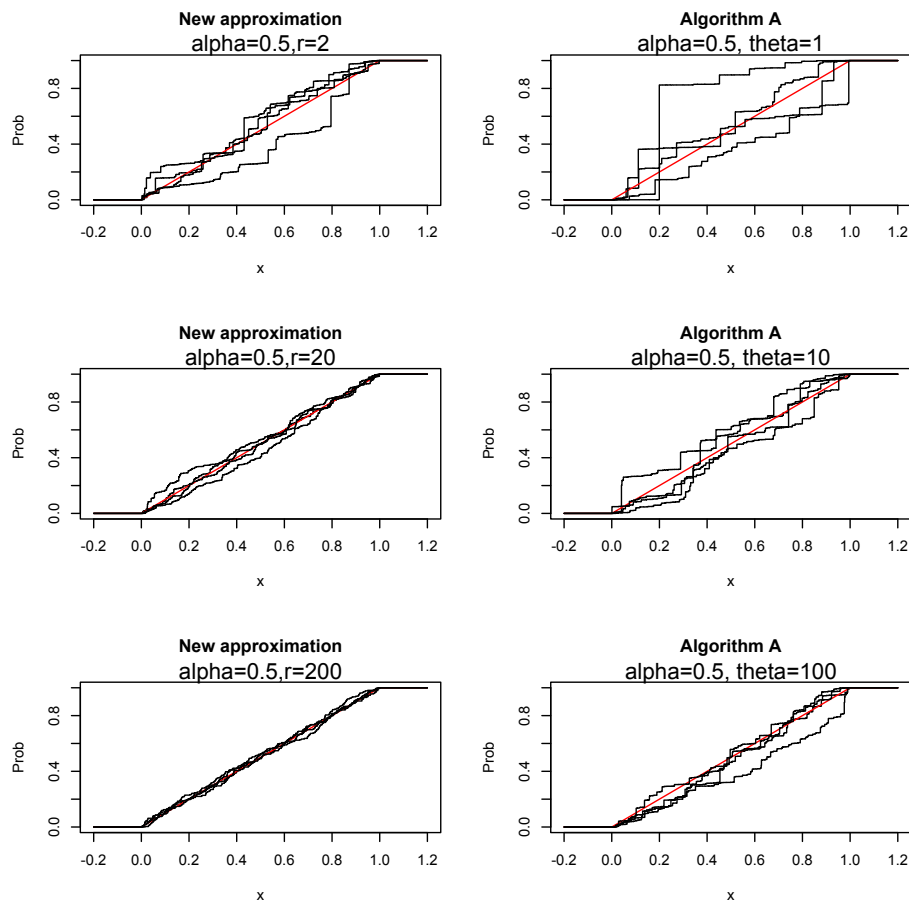 New approximation
alpha=0.5,r=2
Prob
0.0 0.4 0.8
-0.2 0.0 0.2 0.4 0.6 0.8 1.0 1.2
x
Algorithm A
alpha=0.5, theta=1
Prob
0.0 0.4 0.8
-0.2 0.0 0.2 0.4 0.6 0.8 1.0 1.2
x
New approximation
alpha=0.5,r=20
Prob
0.0 0.4 0.8
-0.2 0.0 0.2 0.4 0.6 0.8 1.0 1.2
x
Algorithm A
alpha=0.5, theta=10
Prob
0.0 0.4 0.8
-0.2 0.0 0.2 0.4 0.6 0.8 1.0 1.2
x
New approximation
alpha=0.5,r=200
Prob
0.0 0.4 0.8
-0.2 0.0 0.2 0.4 0.6 0.8 1.0 1.2
x
Algorithm A
alpha=0.5, theta=100
Prob
0.0 0.4 0.8
-0.2 0.0 0.2 0.4 0.6 0.8 1.0 1.2
x